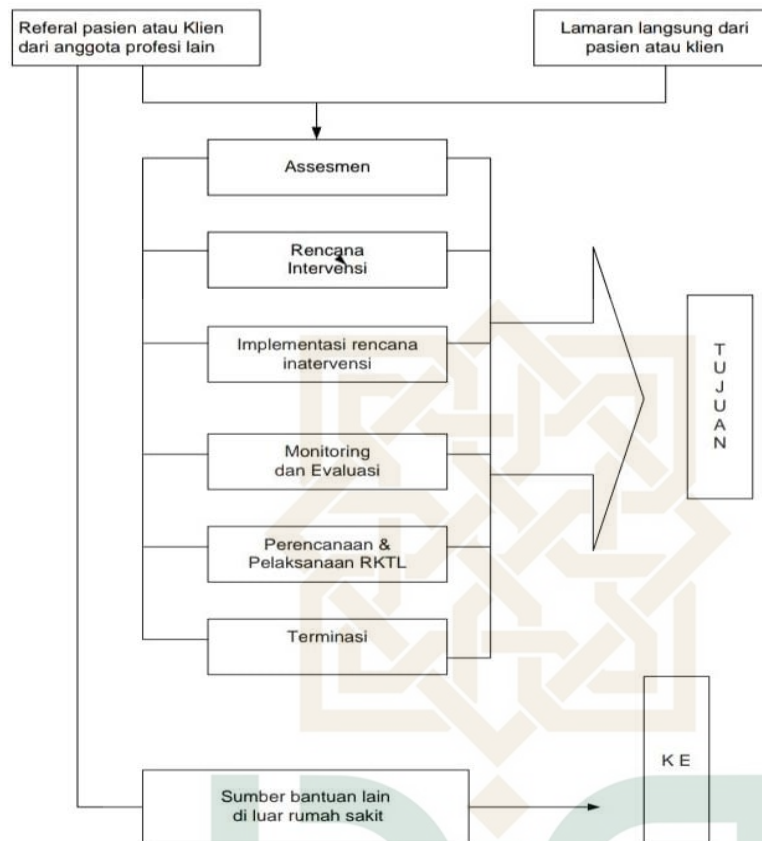 Referal pasien atau Klien
dari anggota profesi lain
Lamaran langsung dari
pasien atau klien
Assesmen
Rencana
Intervensi
Implementasi rencana
inatervensi
Monitoring
dan Evaluasi
Perencanaan &
Pelaksanaan RKTL
Terminasi
T
U
J
U
A
N
K E
Sumber bantuan lain
di luar rumah sakit